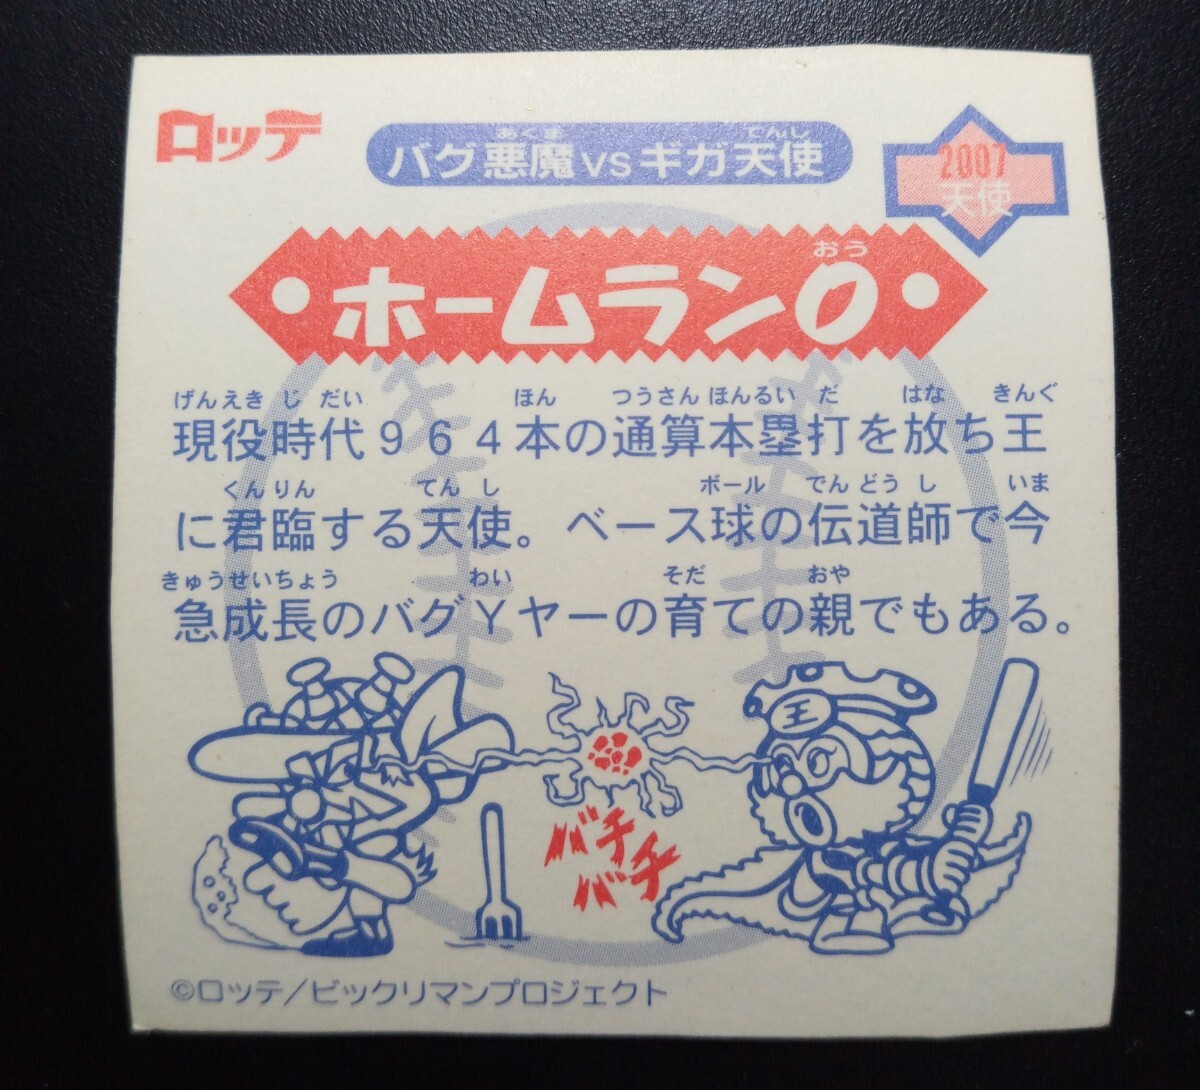 ロッテ
あくま てんし
バグ悪魔vsギガ天使
2007
天使
おう
ホームランO
げんえき じ だい ほん つうさん ほんるい だ はな きんぐ
現役時代９６４本の通算本塁打を放ち王
くんりん てん し ボール でん どう し いま
に君臨する天使。ベース球の伝道師で今
きゅうせいちょう わい そだ おや
急成長のバグＹヤーの育ての親でもある。
王
バチチ
バチ
©ロッテ/ビックリマンプロジェクト